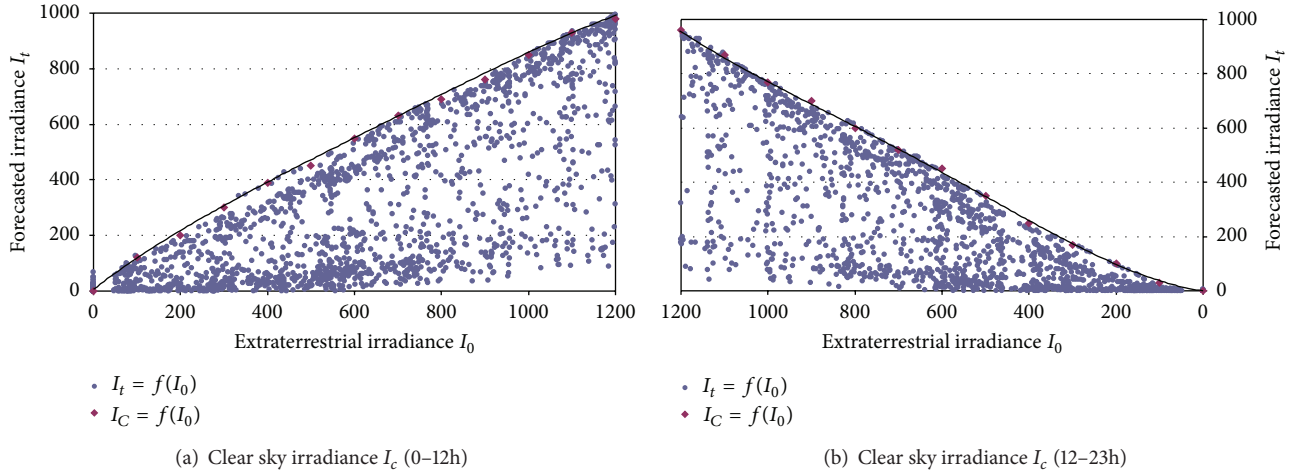 1000
800
600
400
200
0
Forecasted irradiance I_t
0 200 400 600 800 1000 1200
Extraterrestrial irradiance I_0
I_t = f(I_0)
I_C = f(I_0)
(a) Clear sky irradiance I_c (0–12h)
1000
800
600
400
200
0
Forecasted irradiance I_t
1200 1000 800 600 400 200 0
Extraterrestrial irradiance I_0
I_t = f(I_0)
I_C = f(I_0)
(b) Clear sky irradiance I_c (12–23h)